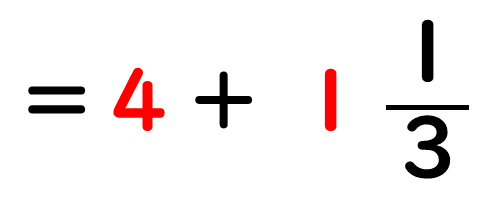 = 4 + 1 1/3